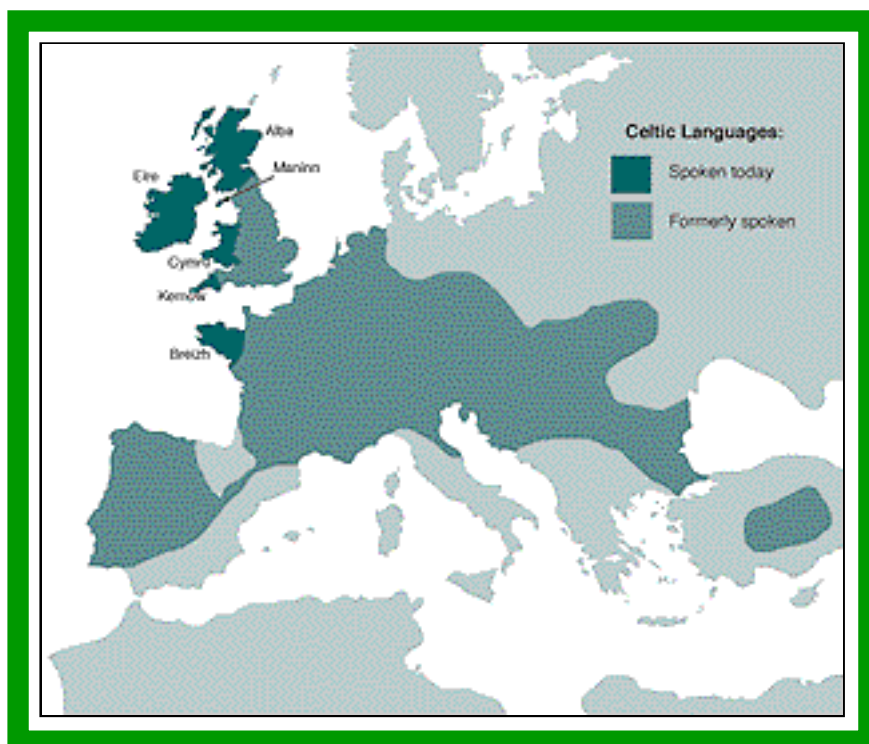 Celtic Languages:
Spoken today
Formerly spoken
Alba
Maninn
Eire
Cymru
Kernow
Breizh